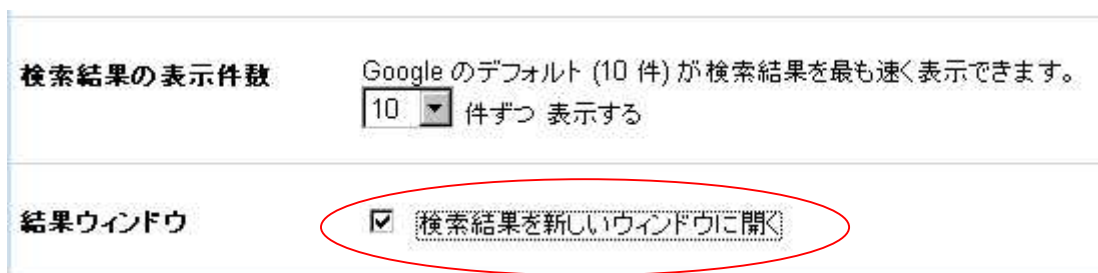 検索結果の表示件数
Google のデフォルト (10 件) が検索結果を最も速く表示できます。
10 件ずつ 表示する
結果ウィンドウ
検索結果を新しいウィンドウに開く